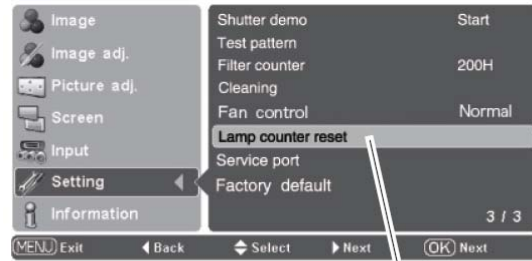 Image
Image adj.
Picture adj.
Screen
Input
Setting
Information
Shutter demo Start
Test pattern
Filter counter 200H
Cleaning
Fan control Normal
Lamp counter reset
Service port
Factory default
3 / 3
MENU Exit Back Select Next OK Next